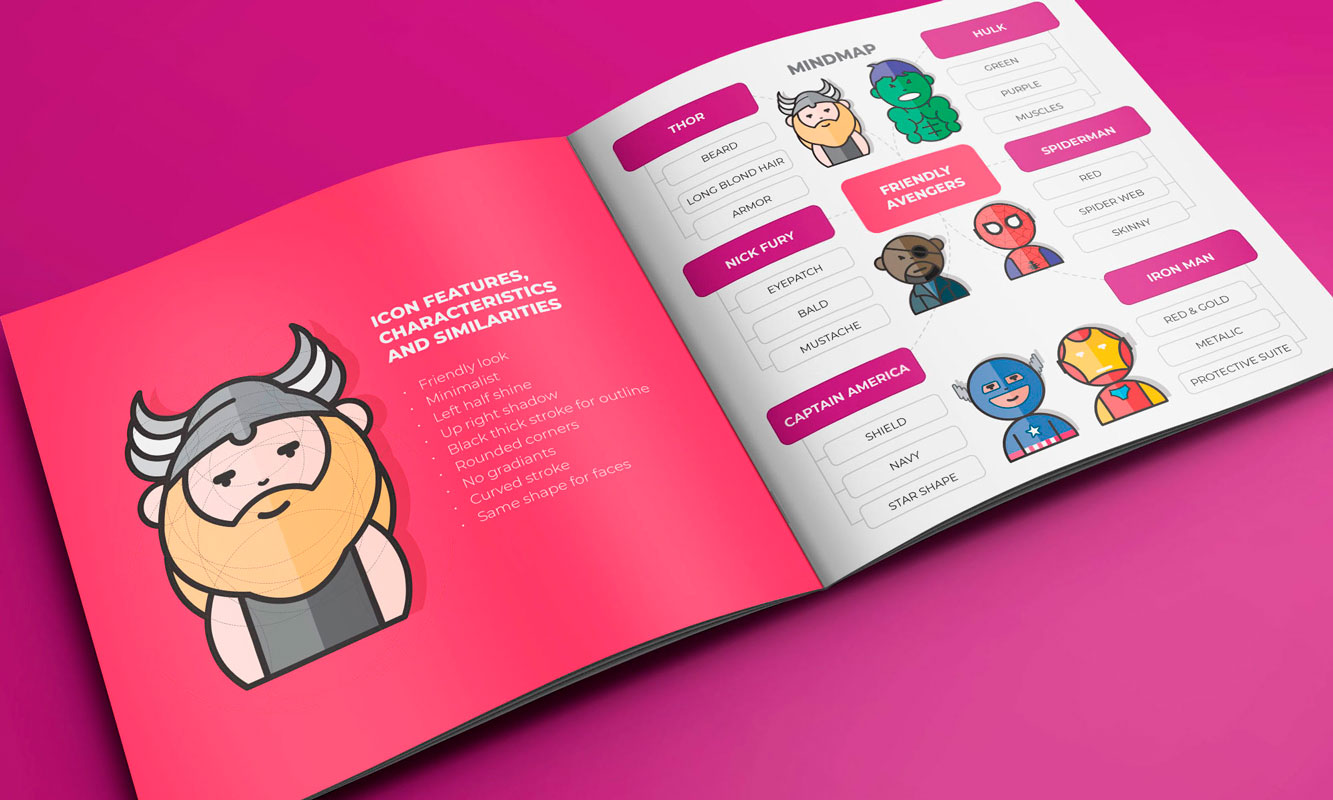 ICON FEATURES,
CHARACTERISTICS
AND SIMILARITIES
Friendly look
Minimalist
Left half shine
Up right shadow
Black thick stroke for outline
Rounded corners
No gradiants
Curved stroke
Same shape for faces
MINDMAP
THOR
BEARD
LONG BLOND HAIR
ARMOR
NICK FURY
EYEPATCH
BALD
MUSTACHE
CAPTAIN AMERICA
SHIELD
NAVY
STAR SHAPE
FRIENDLY
AVENGERS
HULK
GREEN
PURPLE
MUSCLES
SPIDERMAN
RED
SPIDER WEB
SKINNY
IRON MAN
RED & GOLD
METALIC
PROTECTIVE SUITE